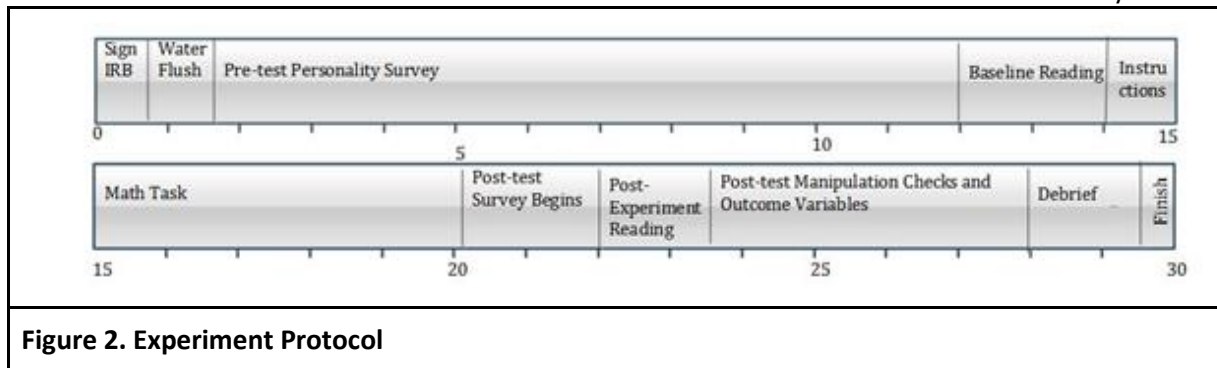 Sign Water
IRB Flush Pre-test Personality Survey Baseline Reading Instru
ctions
0 5 10 15
Math Task Post-test
Survey Begins Post-
Experiment
Reading Post-test Manipulation Checks and
Outcome Variables Debrief Finish
15 20 25 30
Figure 2. Experiment Protocol